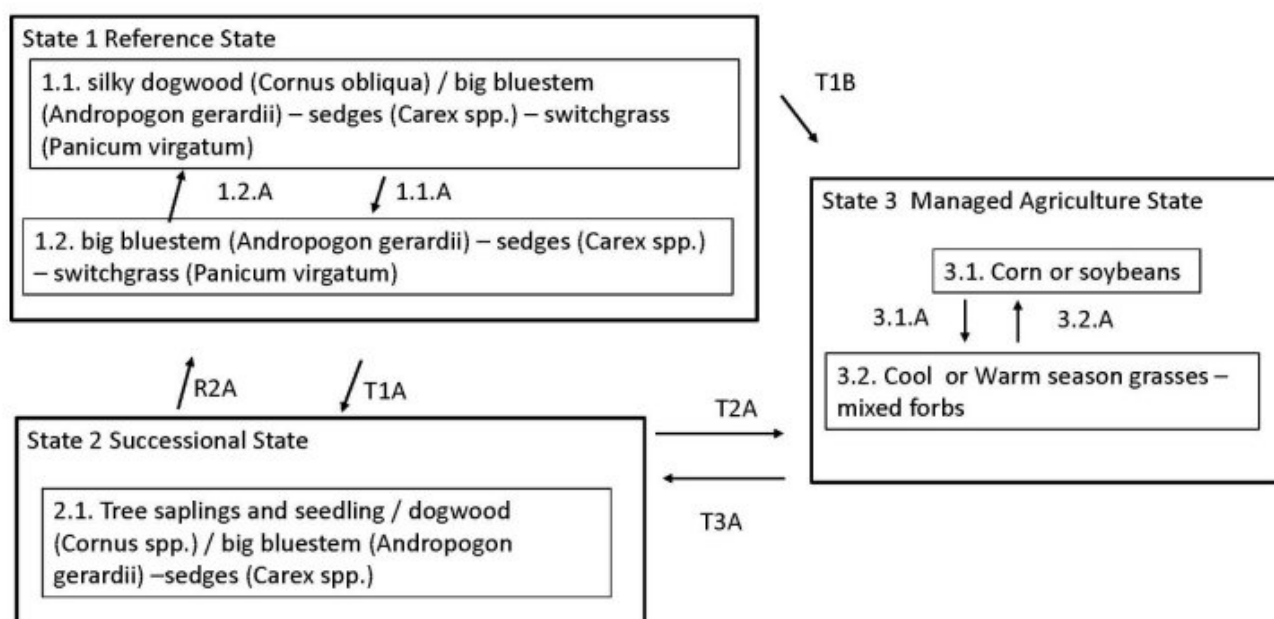 State 1 Reference State
1.1. silky dogwood (Cornus obliqua) / big bluestem
(Andropogon gerardii) – sedges (Carex spp.) – switchgrass
(Panicum virgatum)
1.2.A
1.1.A
1.2. big bluestem (Andropogon gerardii) – sedges (Carex spp.)
– switchgrass (Panicum virgatum)
T1B
State 3  Managed Agriculture State
3.1. Corn or soybeans
3.1.A
3.2.A
3.2. Cool  or Warm season grasses –
mixed forbs
R2A
T1A
T2A
T3A
State 2 Successional State
2.1. Tree saplings and seedling / dogwood
(Cornus spp.) / big bluestem (Andropogon
gerardii) –sedges (Carex spp.)